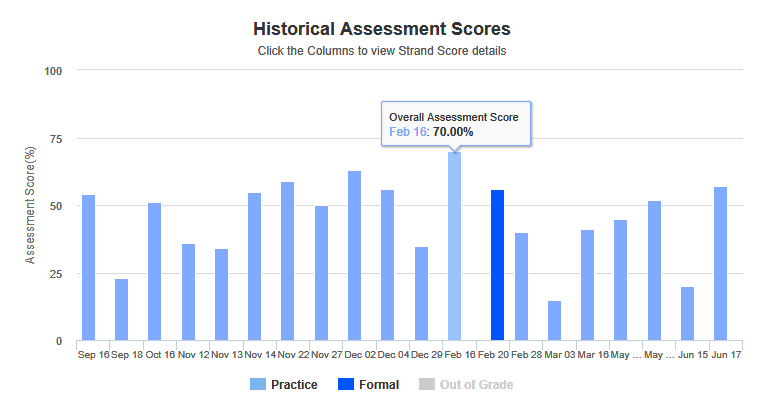 Historical Assessment Scores
Click the Columns to view Strand Score details
100
75
50
25
0
Assessment Score(%)
Overall Assessment Score
Feb 16: 70.00%
Sep 16 Sep 18 Oct 16 Nov 12 Nov 13 Nov 14 Nov 22 Nov 27 Dec 02 Dec 04 Dec 29 Feb 16 Feb 20 Feb 28 Mar 03 Mar 16 May ... May ... Jun 15 Jun 17
Practice Formal Out of Grade